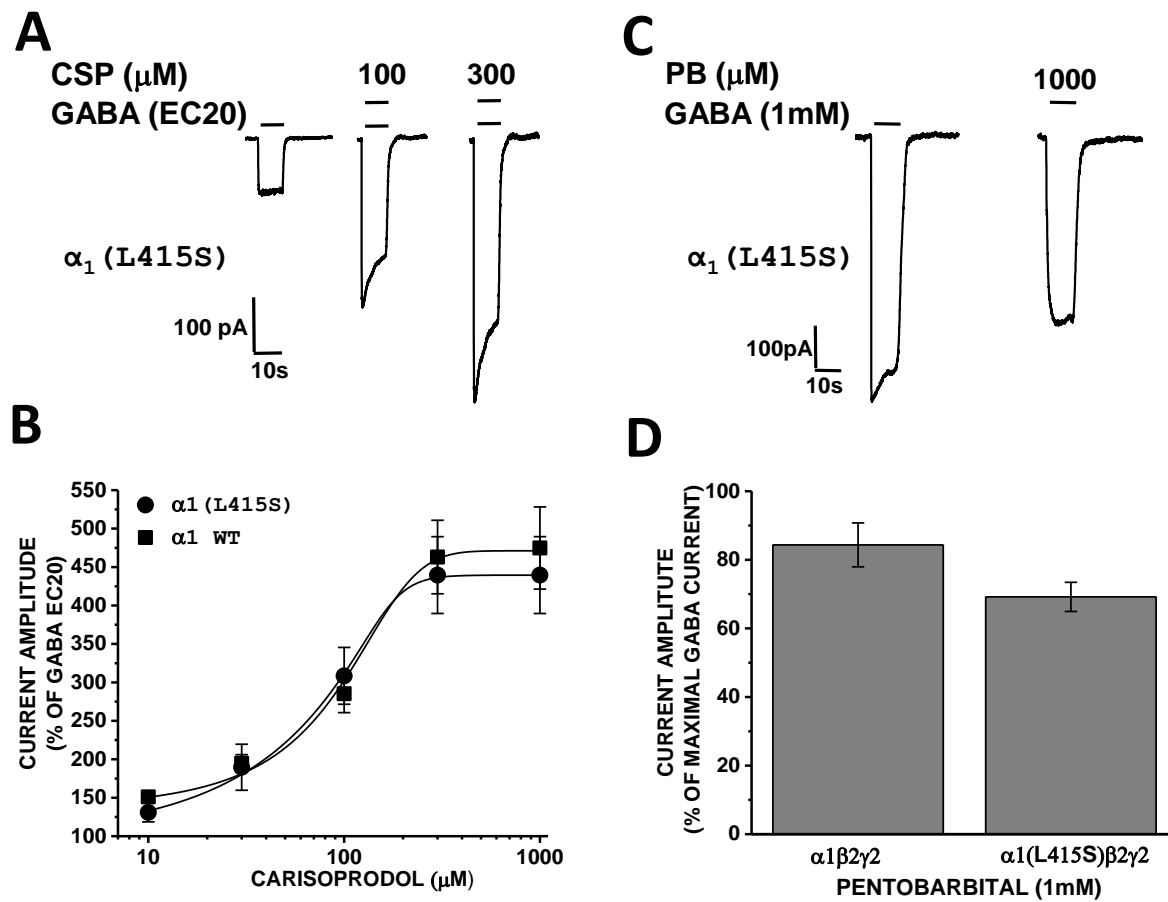 A
CSP (μM) 100 300
GABA (EC20)
α1 (L415S)
100 pA
10s
C
PB (μM) 1000
GABA (1mM)
α1 (L415S)
100pA
10s
B
CURRENT AMPLITUDE
(% OF GABA EC20)
550
500
450
400
350
300
250
200
150
100
α1(L415S)
α1 WT
10 100 1000
CARISOPRODOL (μM)
D
CURRENT AMPLITUTE
(% OF MAXIMAL GABA CURRENT)
100
80
60
40
20
0
α1β2γ2 α1(L415S)β2γ2
PENTOBARBITAL (1mM)